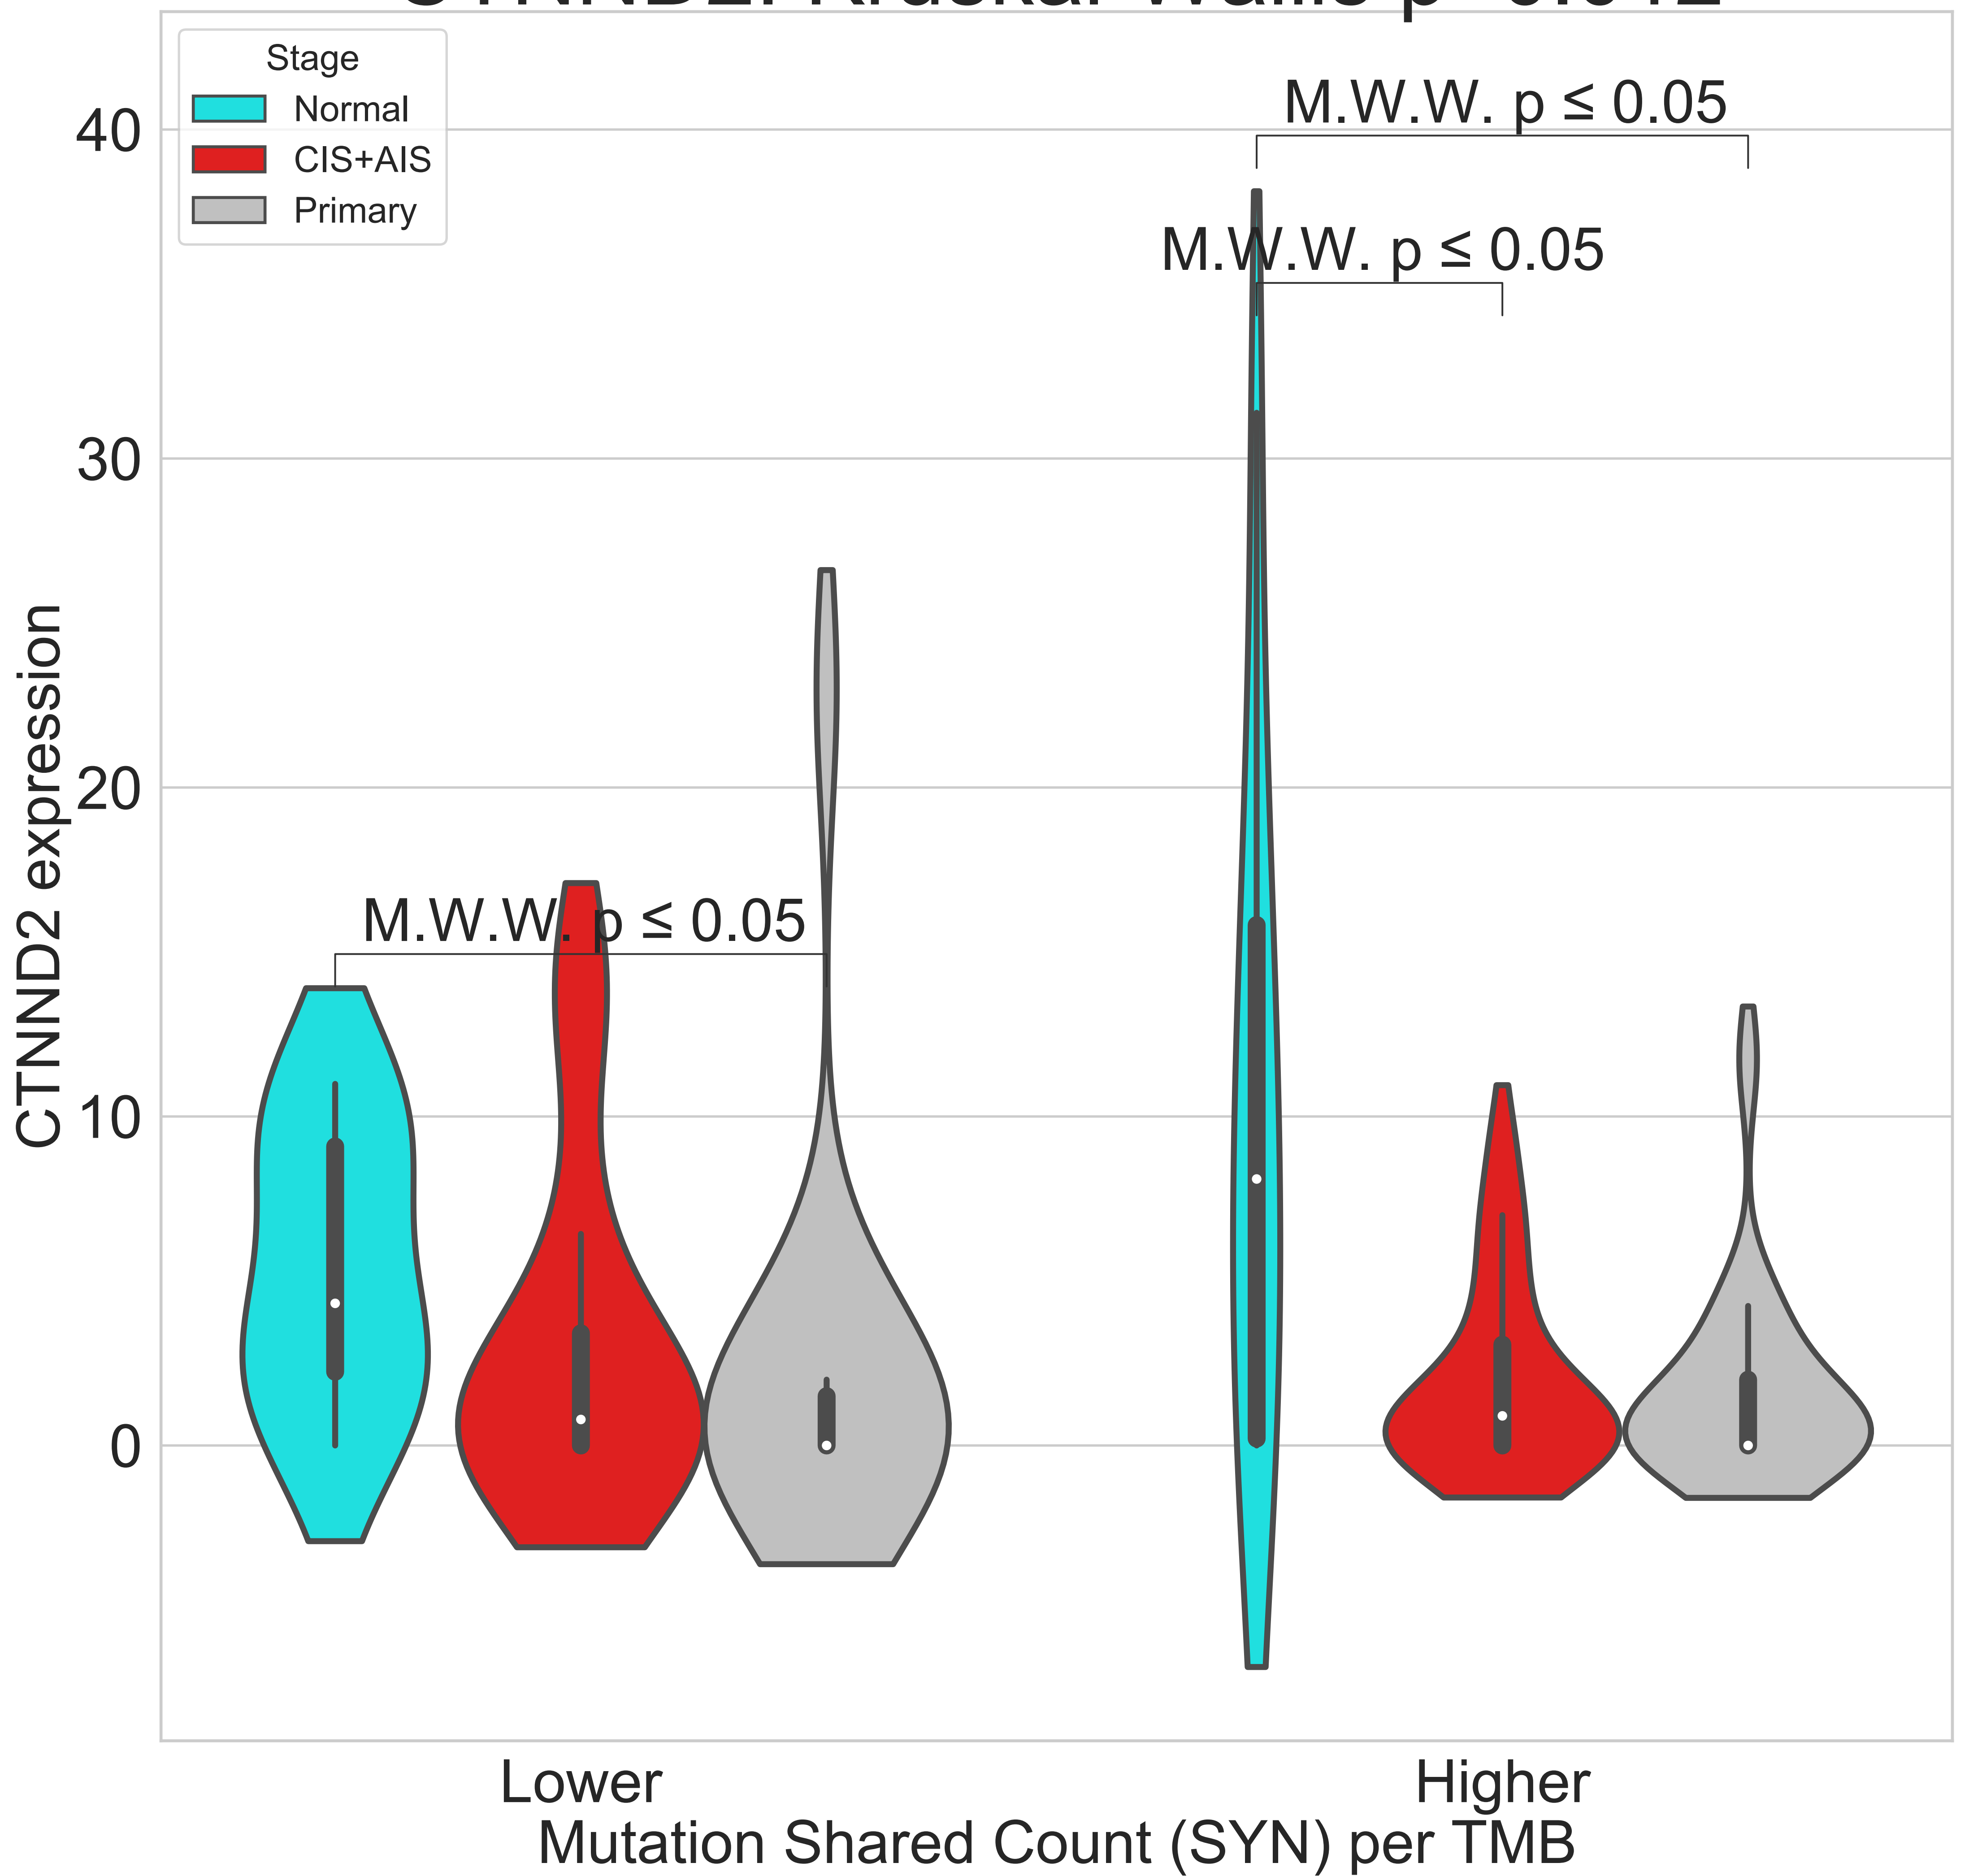 Stage
Normal
CIS+AIS
Primary
M.W.W. p ≤ 0.05
M.W.W. p ≤ 0.05
M.W.W. p ≤ 0.05
40
30
20
10
0
CTNND2 expression
Lower
Higher
Mutation Shared Count (SYN) per TMB